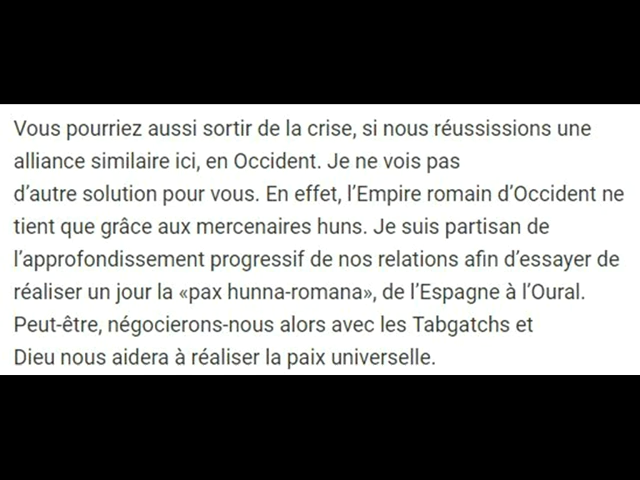 Vous pourriez aussi sortir de la crise, si nous réussissions une
alliance similaire ici, en Occident. Je ne vois pas
d’autre solution pour vous. En effet, l’Empire romain d’Occident ne
tient que grâce aux mercenaires huns. Je suis partisan de
l’approfondissement progressif de nos relations afin d’essayer de
réaliser un jour la «pax hunna-romana», de l’Espagne à l’Oural.
Peut-être, négocierons-nous alors avec les Tabgatchs et
Dieu nous aidera à réaliser la paix universelle.